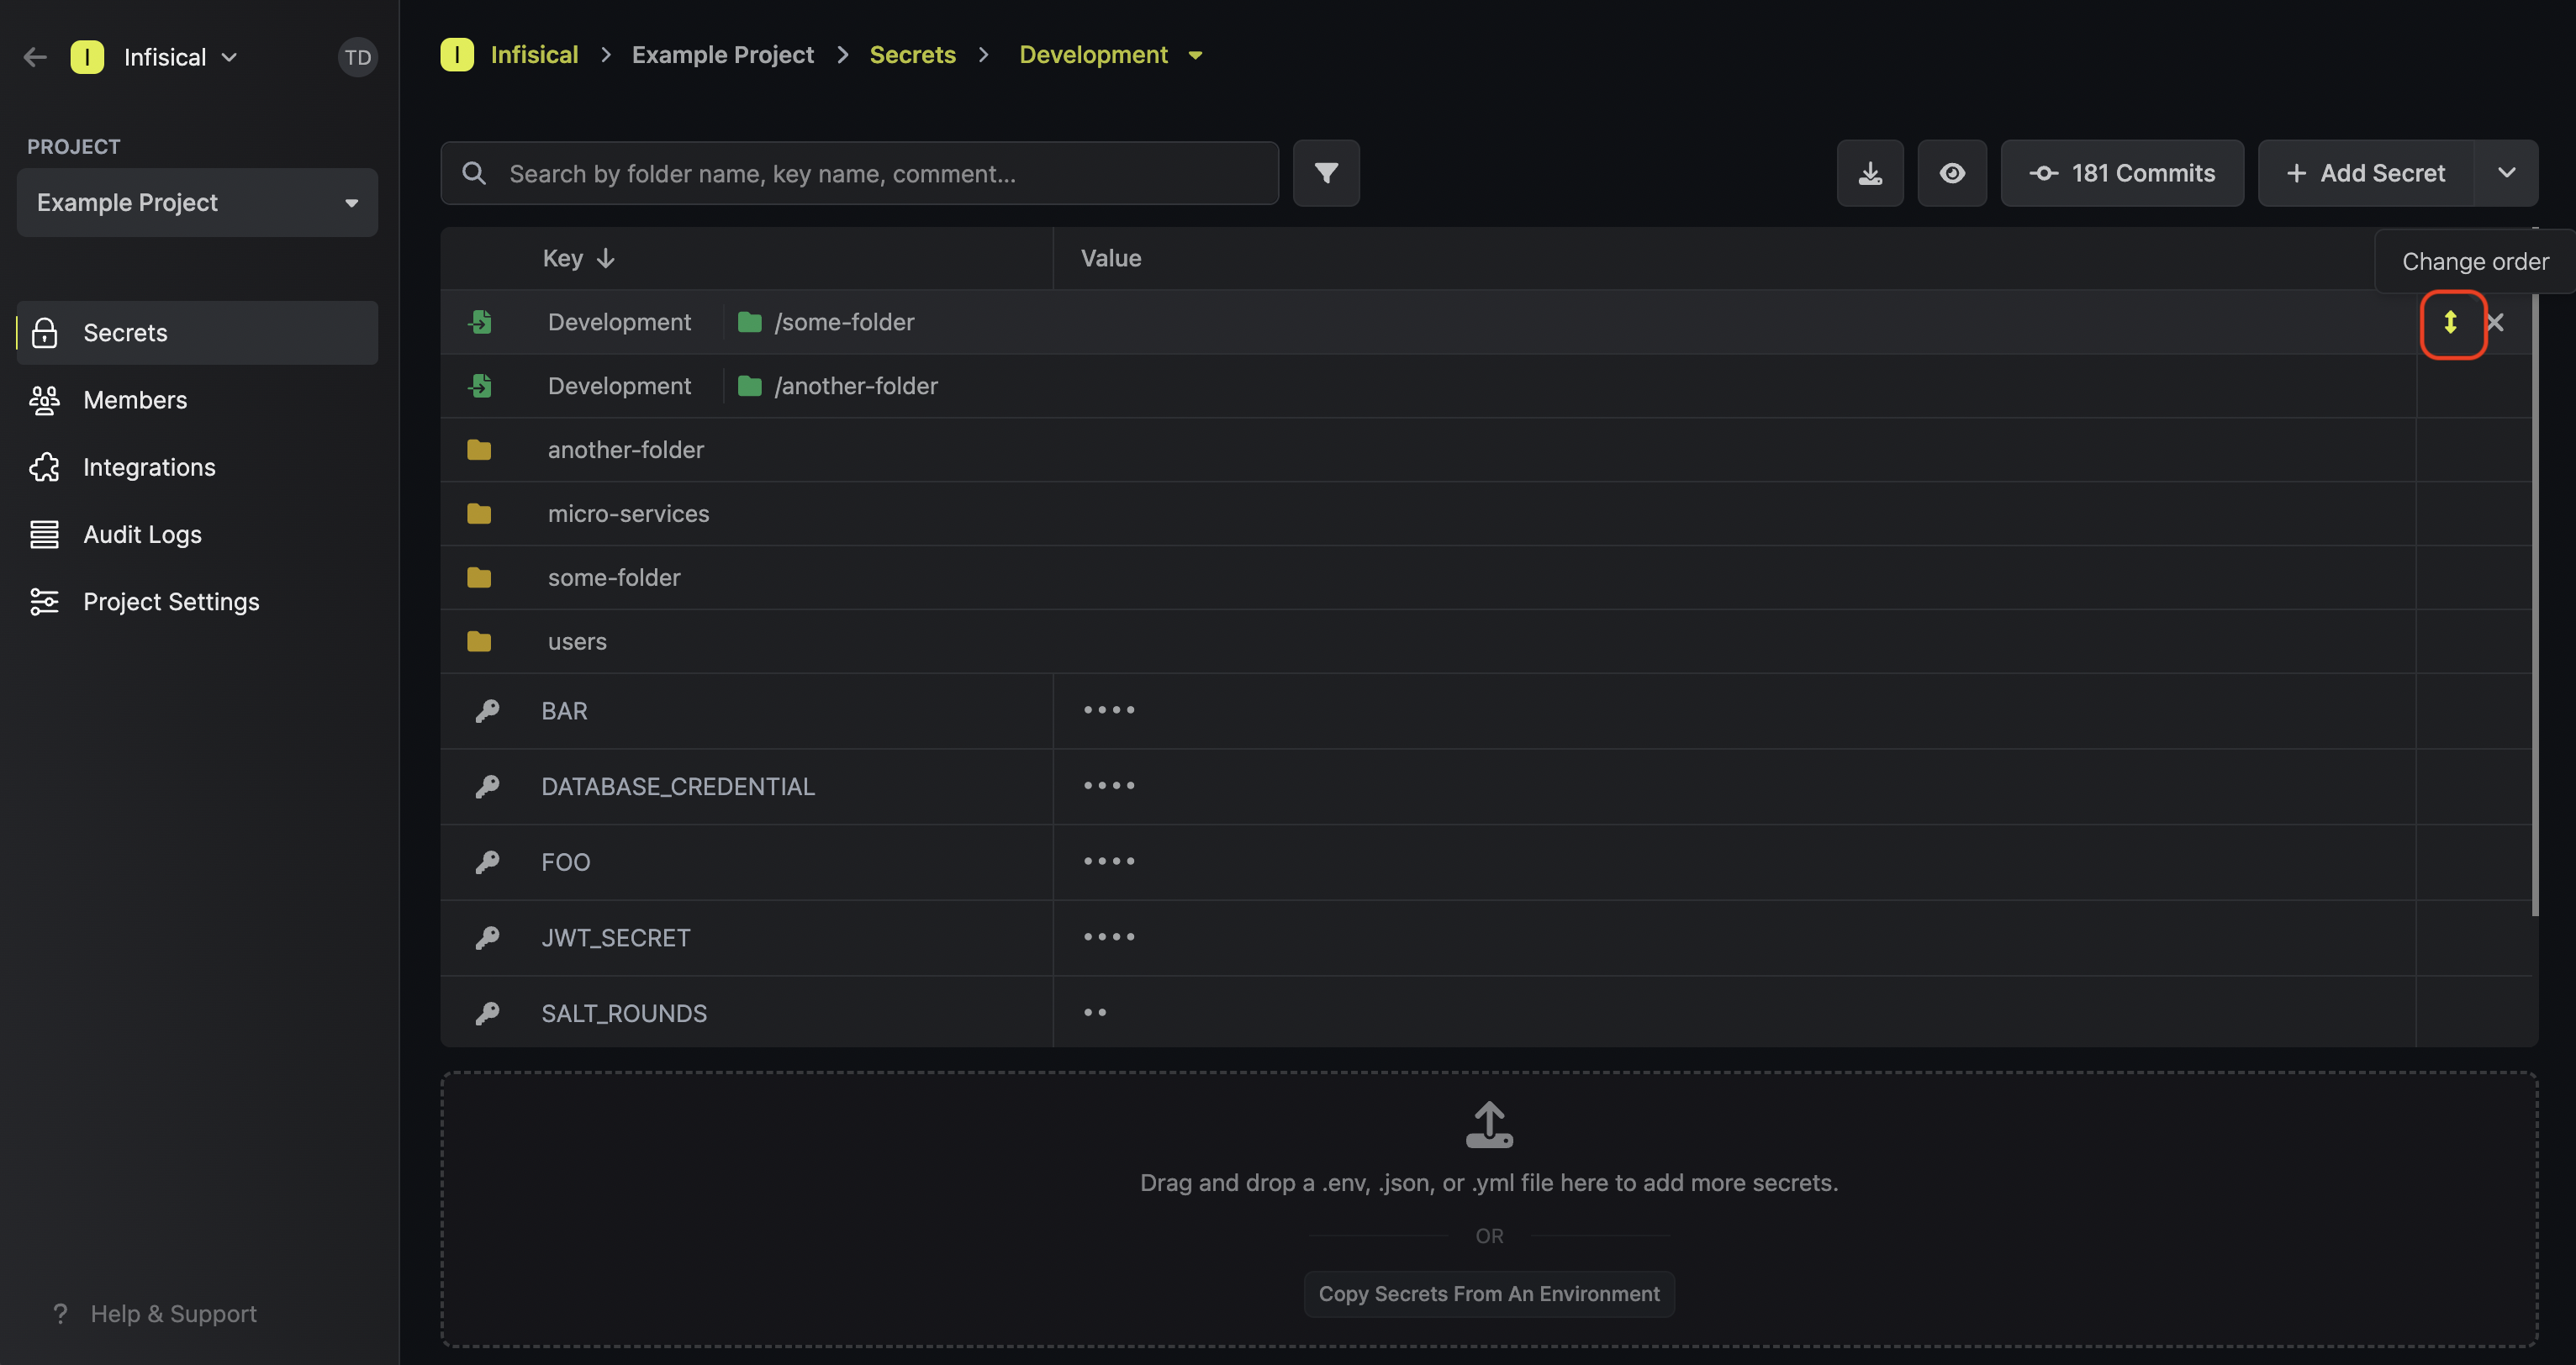 I Infisical TD
PROJECT
Example Project
Secrets
Members
Integrations
Audit Logs
Project Settings
? Help & Support
I Infisical > Example Project > Secrets > Development
Search by folder name, key name, comment...
181 Commits
+ Add Secret
Key ↓ Value
Change order
Development /some-folder
Development /another-folder
another-folder
micro-services
some-folder
users
BAR ••••
DATABASE_CREDENTIAL ••••
FOO ••••
JWT_SECRET ••••
SALT_ROUNDS ••
Drag and drop a .env, .json, or .yml file here to add more secrets.
OR
Copy Secrets From An Environment